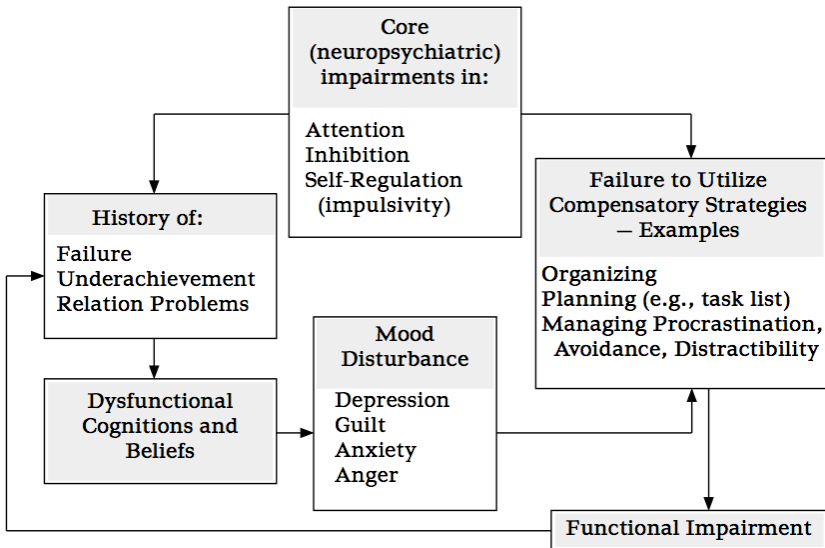 Core
(neuropsychiatric)
impairments in:
Attention
Inhibition
Self-Regulation
(impulsivity)
History of:
Failure
Underachievement
Relation Problems
Failure to Utilize
Compensatory Strategies
— Examples
Organizing
Planning (e.g., task list)
Managing Procrastination,
Avoidance, Distractibility
Dysfunctional
Cognitions and
Beliefs
Mood
Disturbance
Depression
Guilt
Anxiety
Anger
Functional Impairment